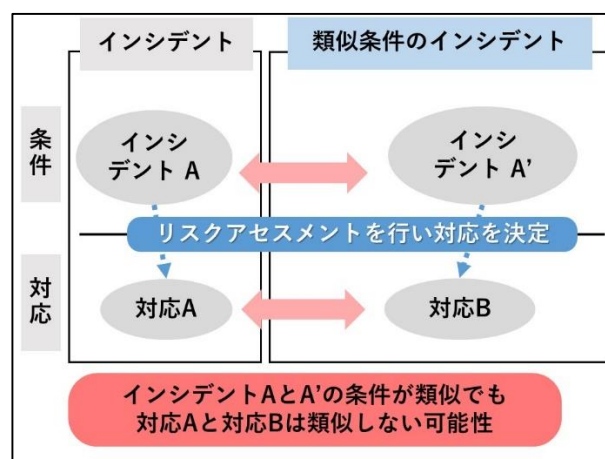 インシデント
類似条件のインシデント
条
件
インシ
デント A
インシ
デント A'
リスクアセスメントを行い対応を決定
対
応
対応A
対応B
インシデントAとA'の条件が類似でも
対応Aと対応Bは類似しない可能性